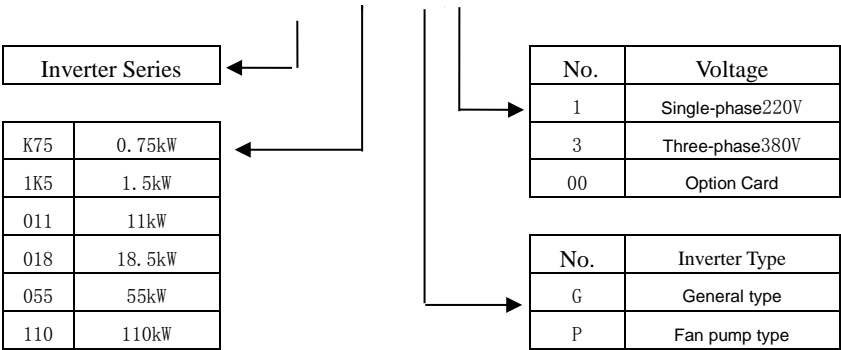 Inverter Series
K75 0.75kW
1K5 1.5kW
011 11kW
018 18.5kW
055 55kW
110 110kW
No. Voltage
1 Single-phase220V
3 Three-phase380V
00 Option Card
No. Inverter Type
G General type
P Fan pump type